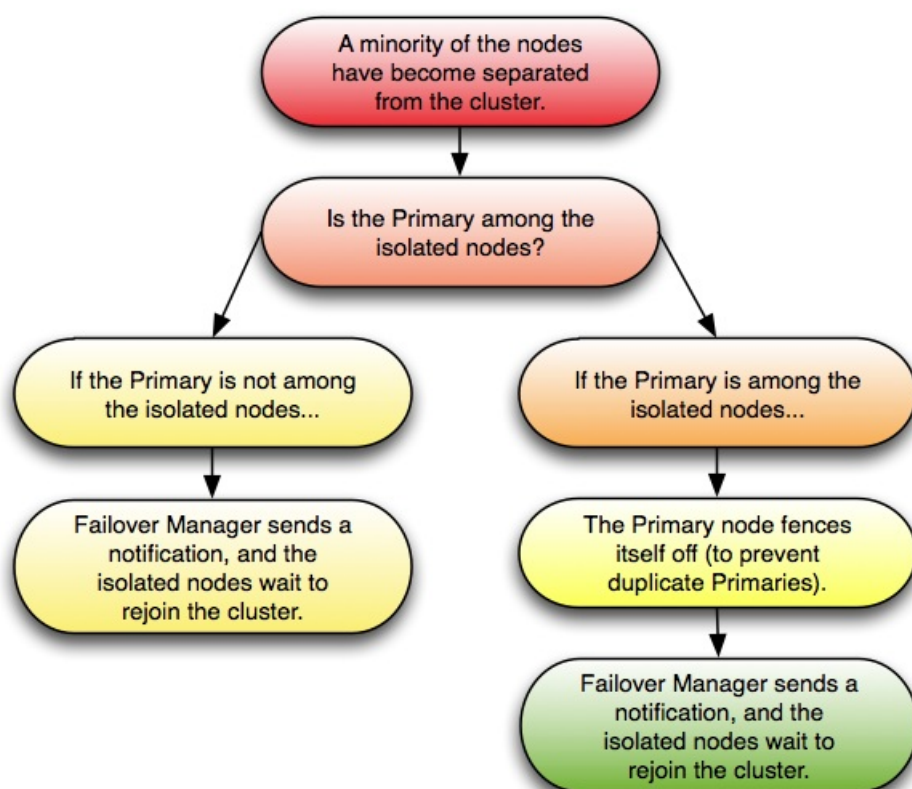 A minority of the nodes
have become separated
from the cluster.
Is the Primary among the
isolated nodes?
If the Primary is not among
the isolated nodes...
If the Primary is among the
isolated nodes...
Failover Manager sends a
notification, and the
isolated nodes wait to
rejoin the cluster.
The Primary node fences
itself off (to prevent
duplicate Primaries).
Failover Manager sends a
notification, and the
isolated nodes wait to
rejoin the cluster.